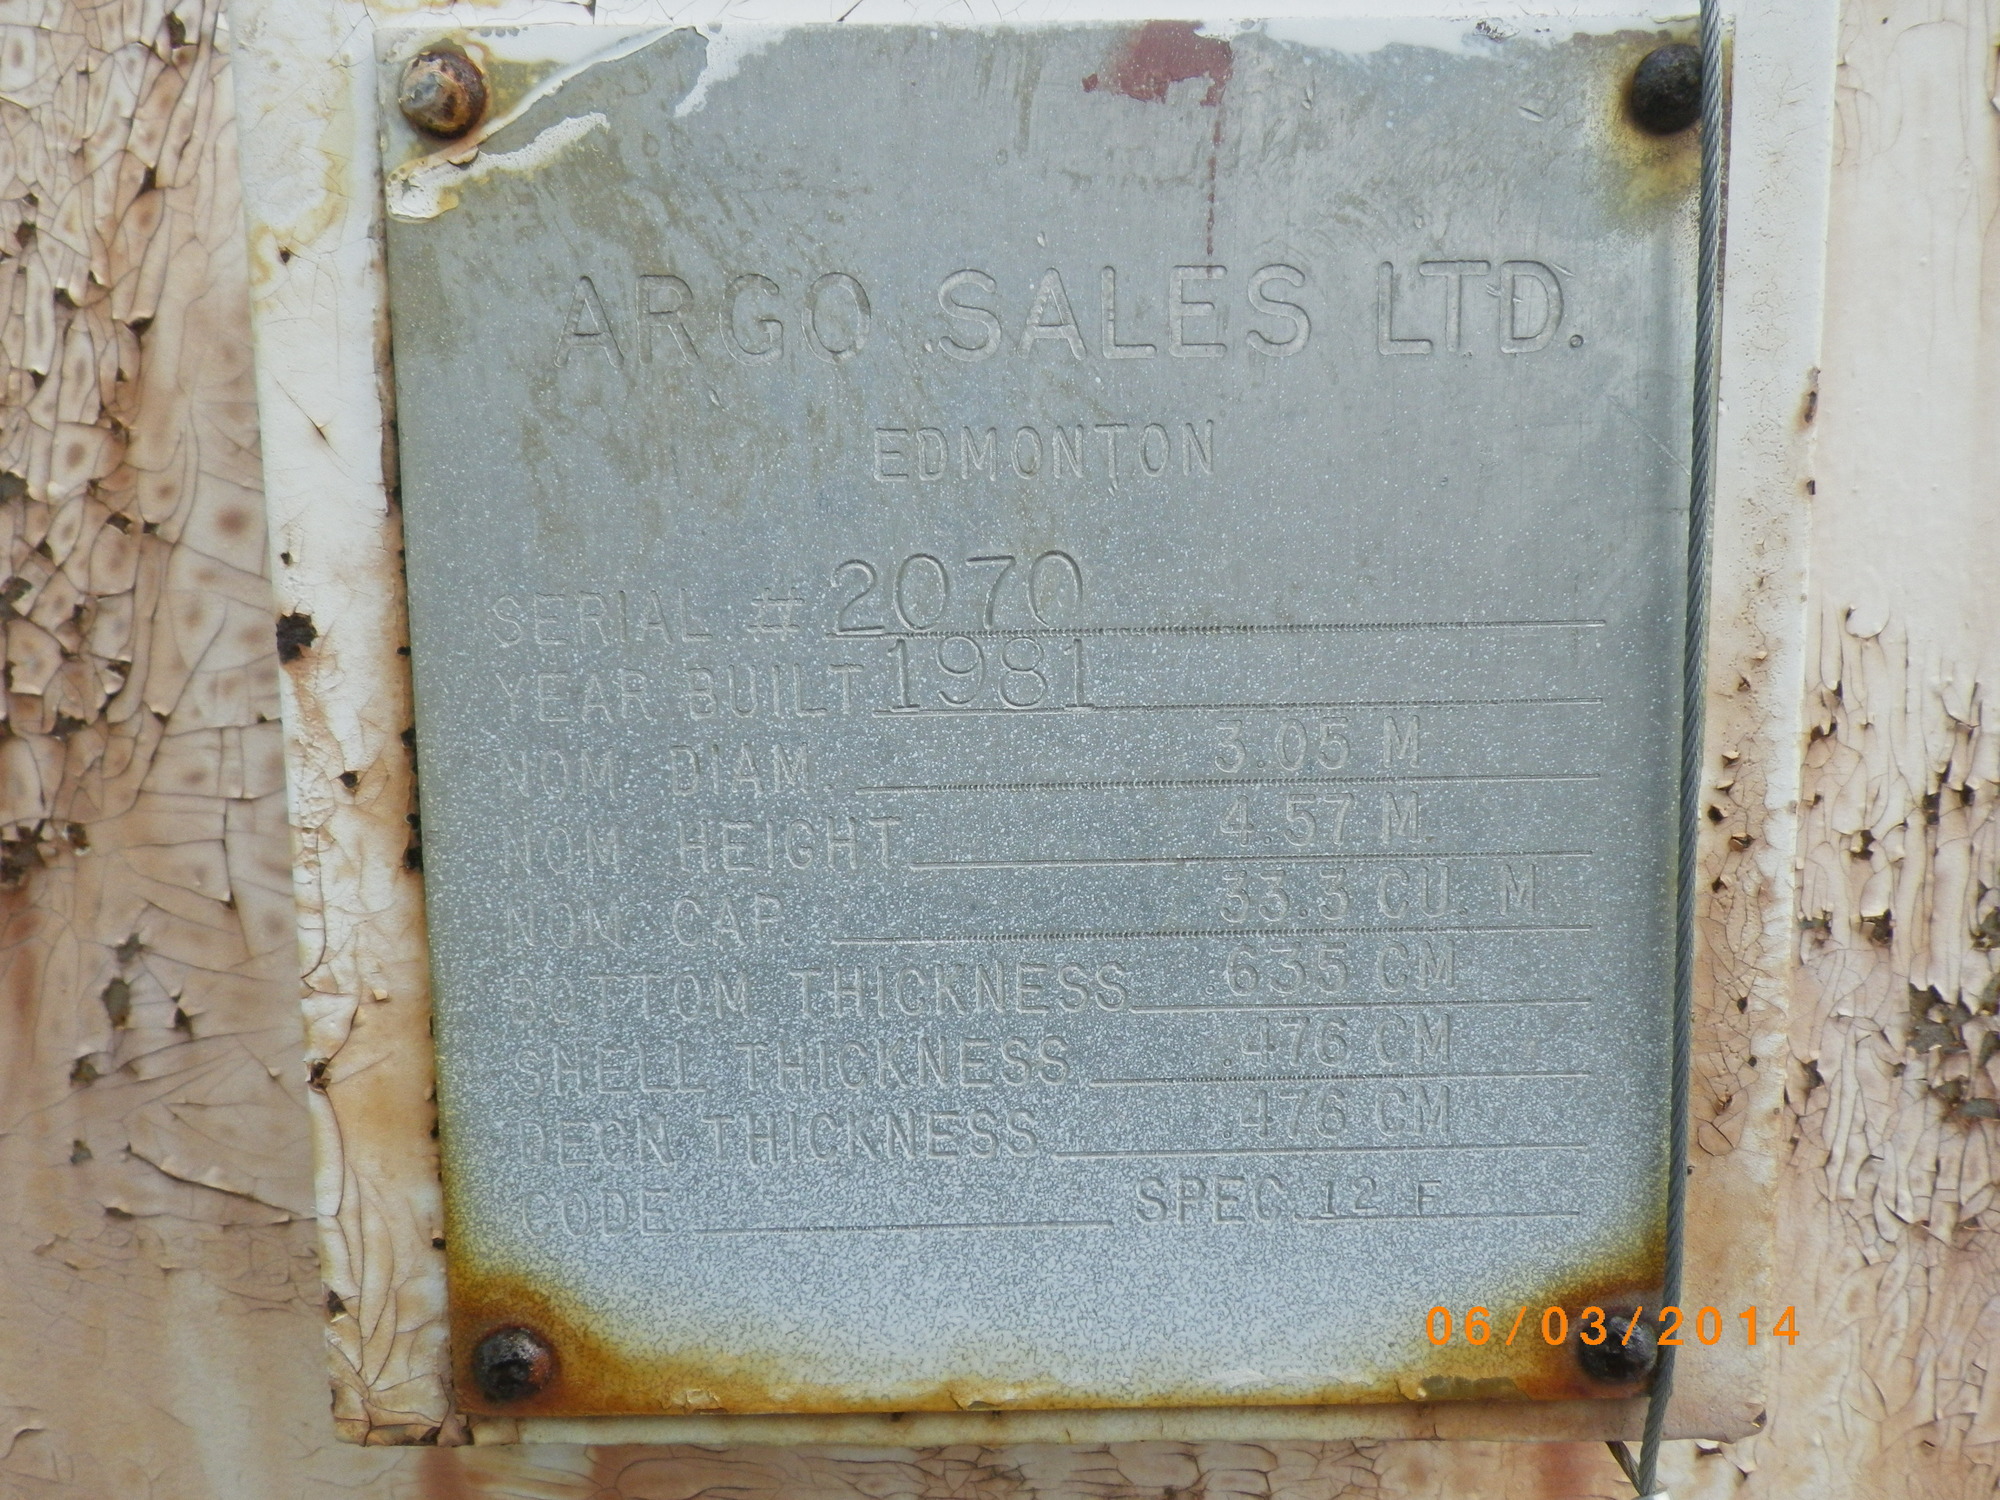 ARGO SALES LTD.
EDMONTON
SERIAL # 2070
YEAR BUILT 1981
NOM. DIAM. 3.05 M
NOM. HEIGHT 4.57 M.
NOM. CAP. 33.3 CU. M
BOTTOM THICKNESS .635 CM
SHELL THICKNESS .476 CM
DECK THICKNESS .476 CM
CODE SPEC. 12 F
06/03/2014